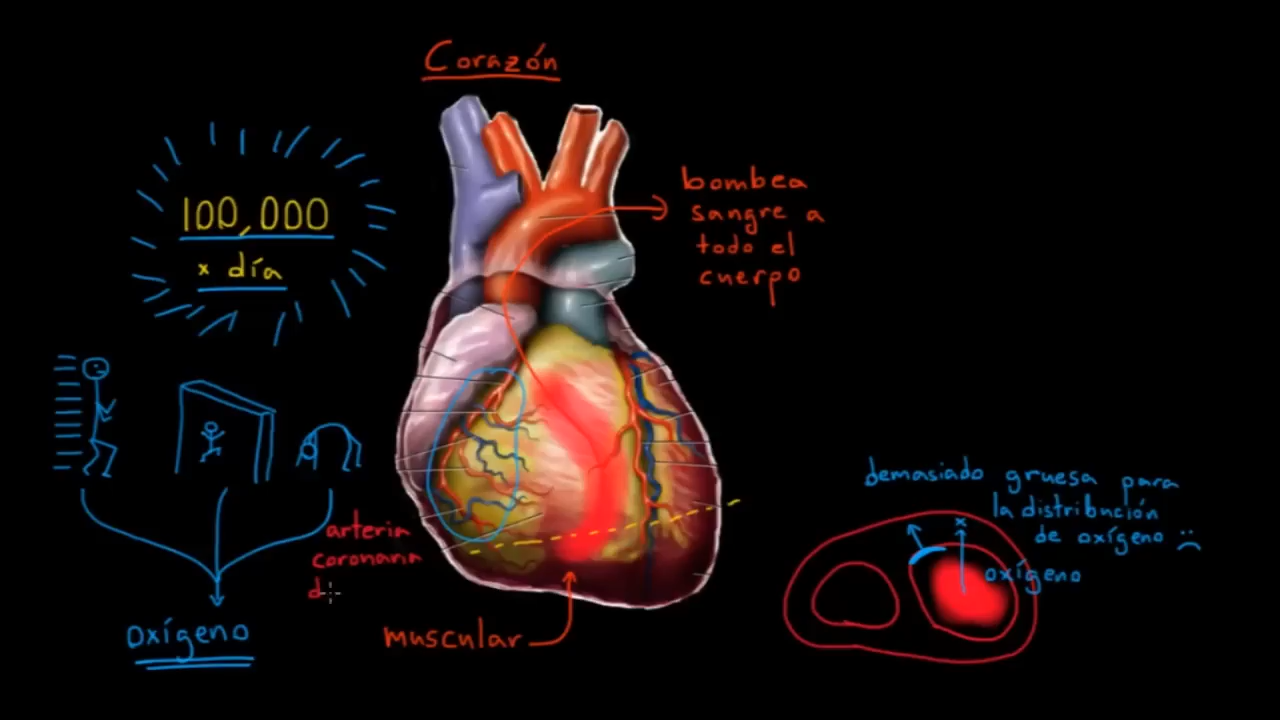 Corazón
100,000
x día
bombea
sangre a
todo el
cuerpo
arteria
coronaria
d
oxígeno
muscular
demasiado gruesa para
la distribución
de oxígeno
x
oxígeno